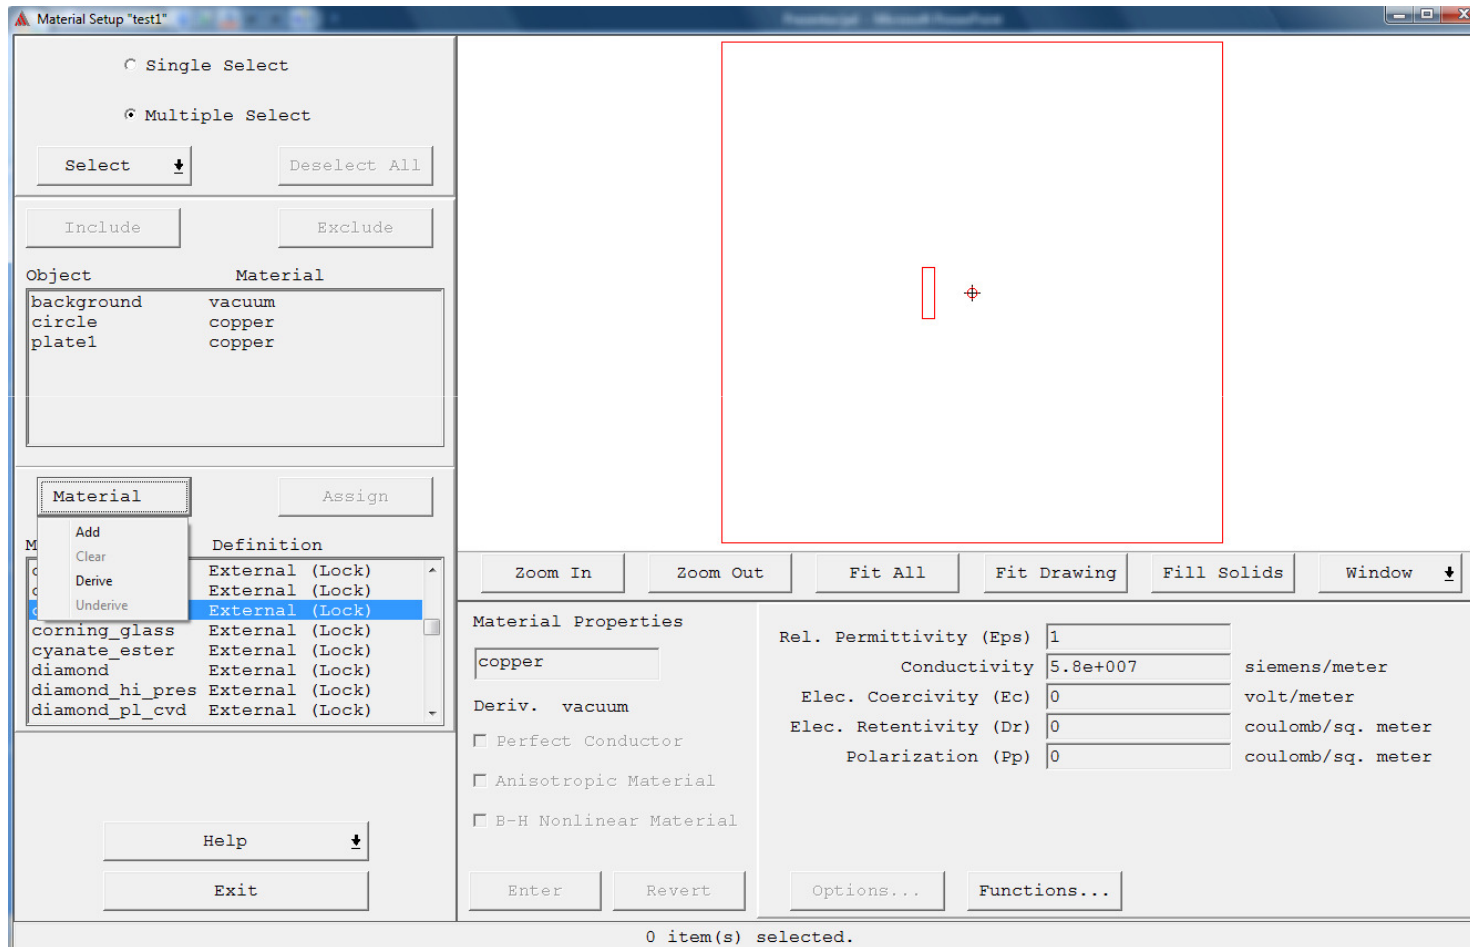 Material Setup "test1"
Presentacja1 - Microsoft PowerPoint
Single Select
Multiple Select
Select
Deselect All
Include
Exclude
Object Material
background vacuum
circle copper
plate1 copper
Material
Assign
Add
Clear
Derive
Underive
M Definition
c External (Lock)
c External (Lock)
c External (Lock)
corning_glass External (Lock)
cyanate_ester External (Lock)
diamond External (Lock)
diamond_hi_pres External (Lock)
diamond_pl_cvd External (Lock)
Help
Exit
Zoom In
Zoom Out
Fit All
Fit Drawing
Fill Solids
Window
Material Properties
copper
Deriv. vacuum
Perfect Conductor
Anisotropic Material
B-H Nonlinear Material
Enter
Revert
Rel. Permittivity (Eps) 1
Conductivity 5.8e+007 siemens/meter
Elec. Coercivity (Ec) 0 volt/meter
Elec. Retentivity (Dr) 0 coulomb/sq. meter
Polarization (Pp) 0 coulomb/sq. meter
Options...
Functions...
0 item(s) selected.